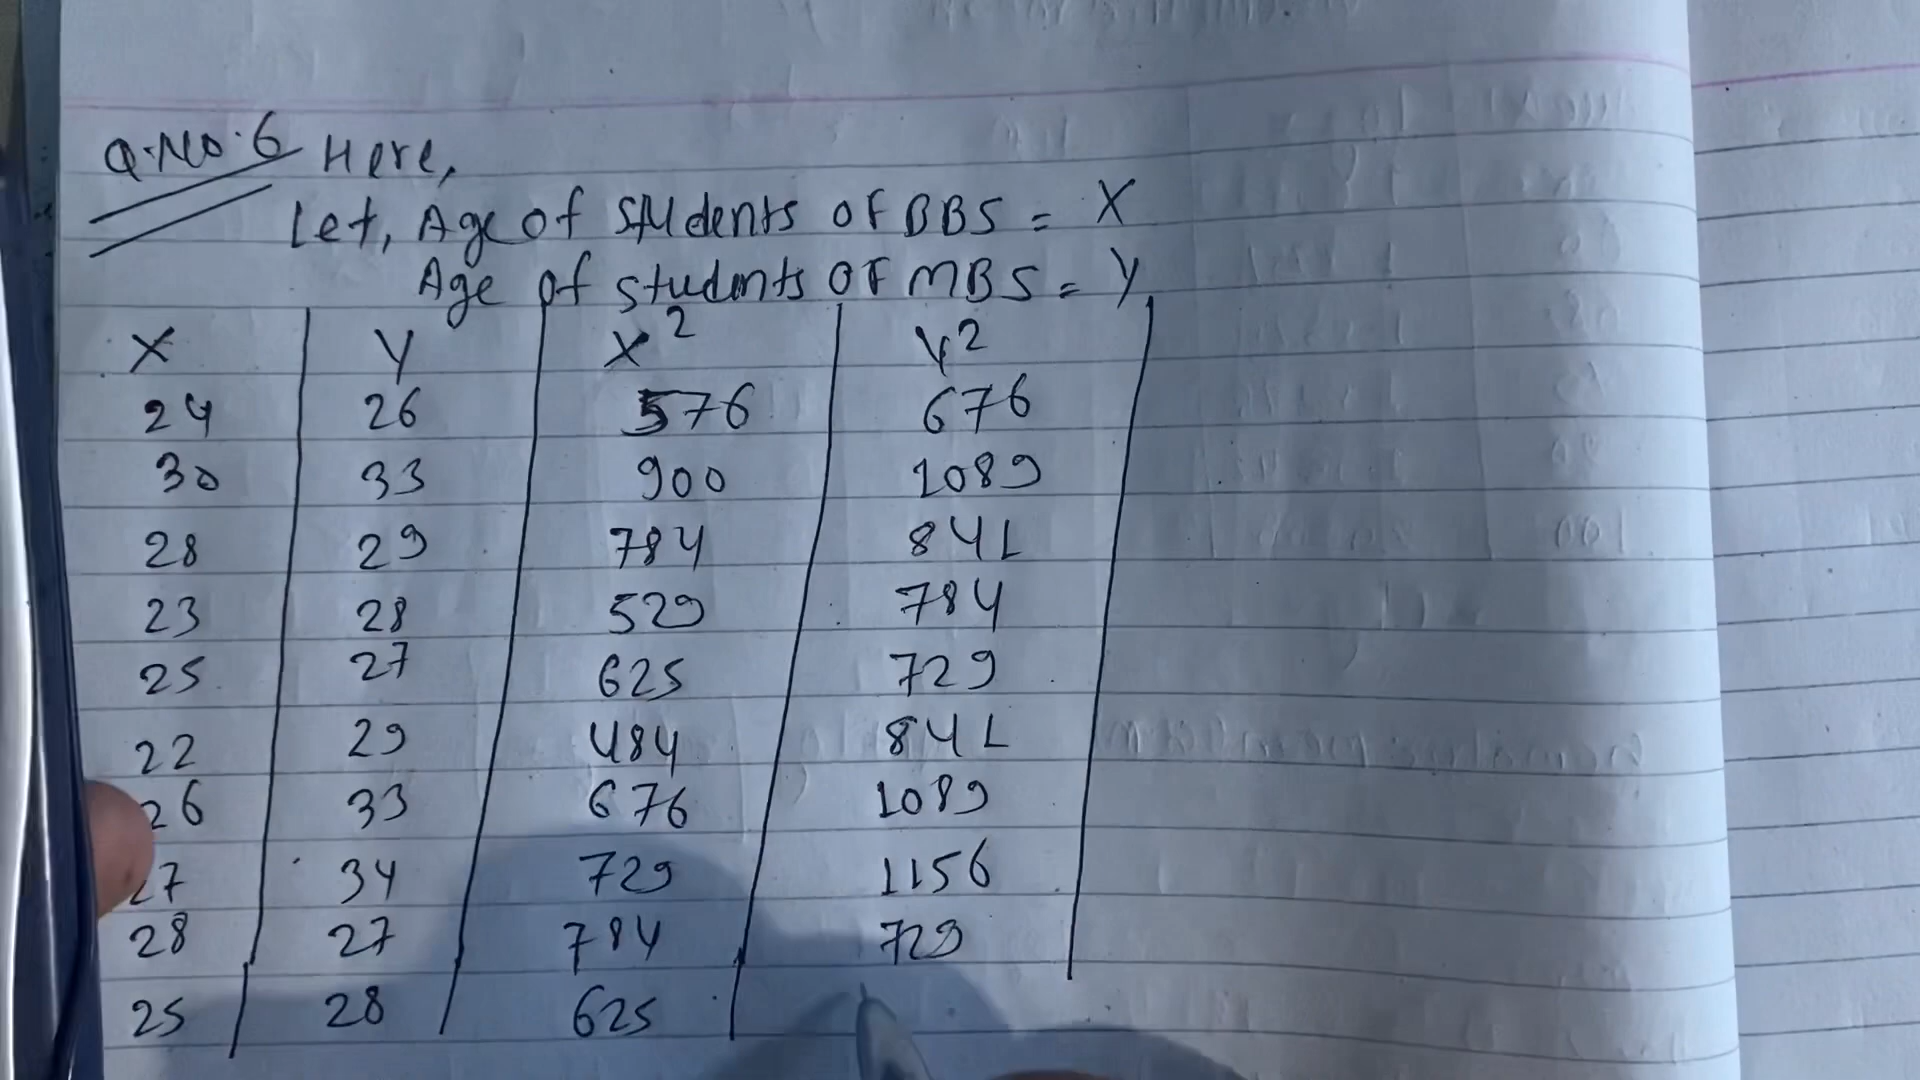 Q.No.6 Here,
Let, Age of students of BBS = X
Age of students of MBS = Y
X Y X² Y²
24 26 576 676
30 33 900 1089
28 29 784 841
23 28 529 784
25 27 625 729
22 29 484 841
26 33 676 1089
27 34 729 1156
28 27 784 729
25 28 625